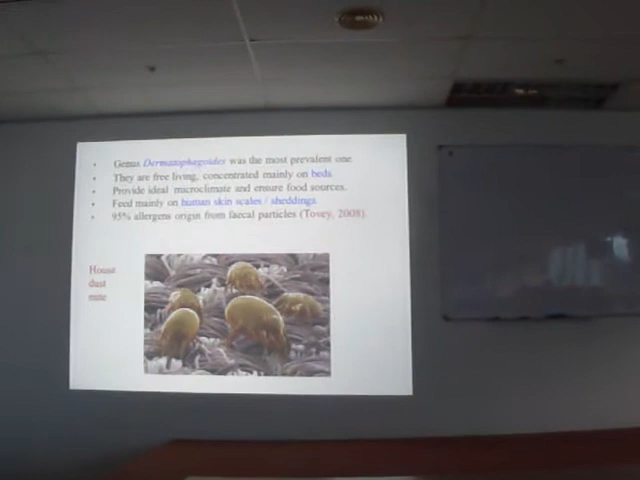 • Genus Dermatophagoides was the most prevalent one
• They are free living, concentrated mainly on beds.
• Provide ideal microclimate and ensure food sources.
• Feed mainly on human skin scales / sheddings.
• 95% allergens origin from faecal particles (Tovey, 2008).
House
dust
mite